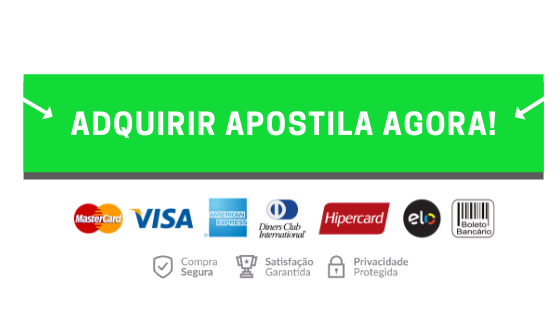 ADQUIRIR APOSTILA AGORA!
MasterCard VISA AMERICAN EXPRESS Diners Club International Hipercard elo Boleto Bancário
Compra Segura
Satisfação Garantida
Privacidade Protegida